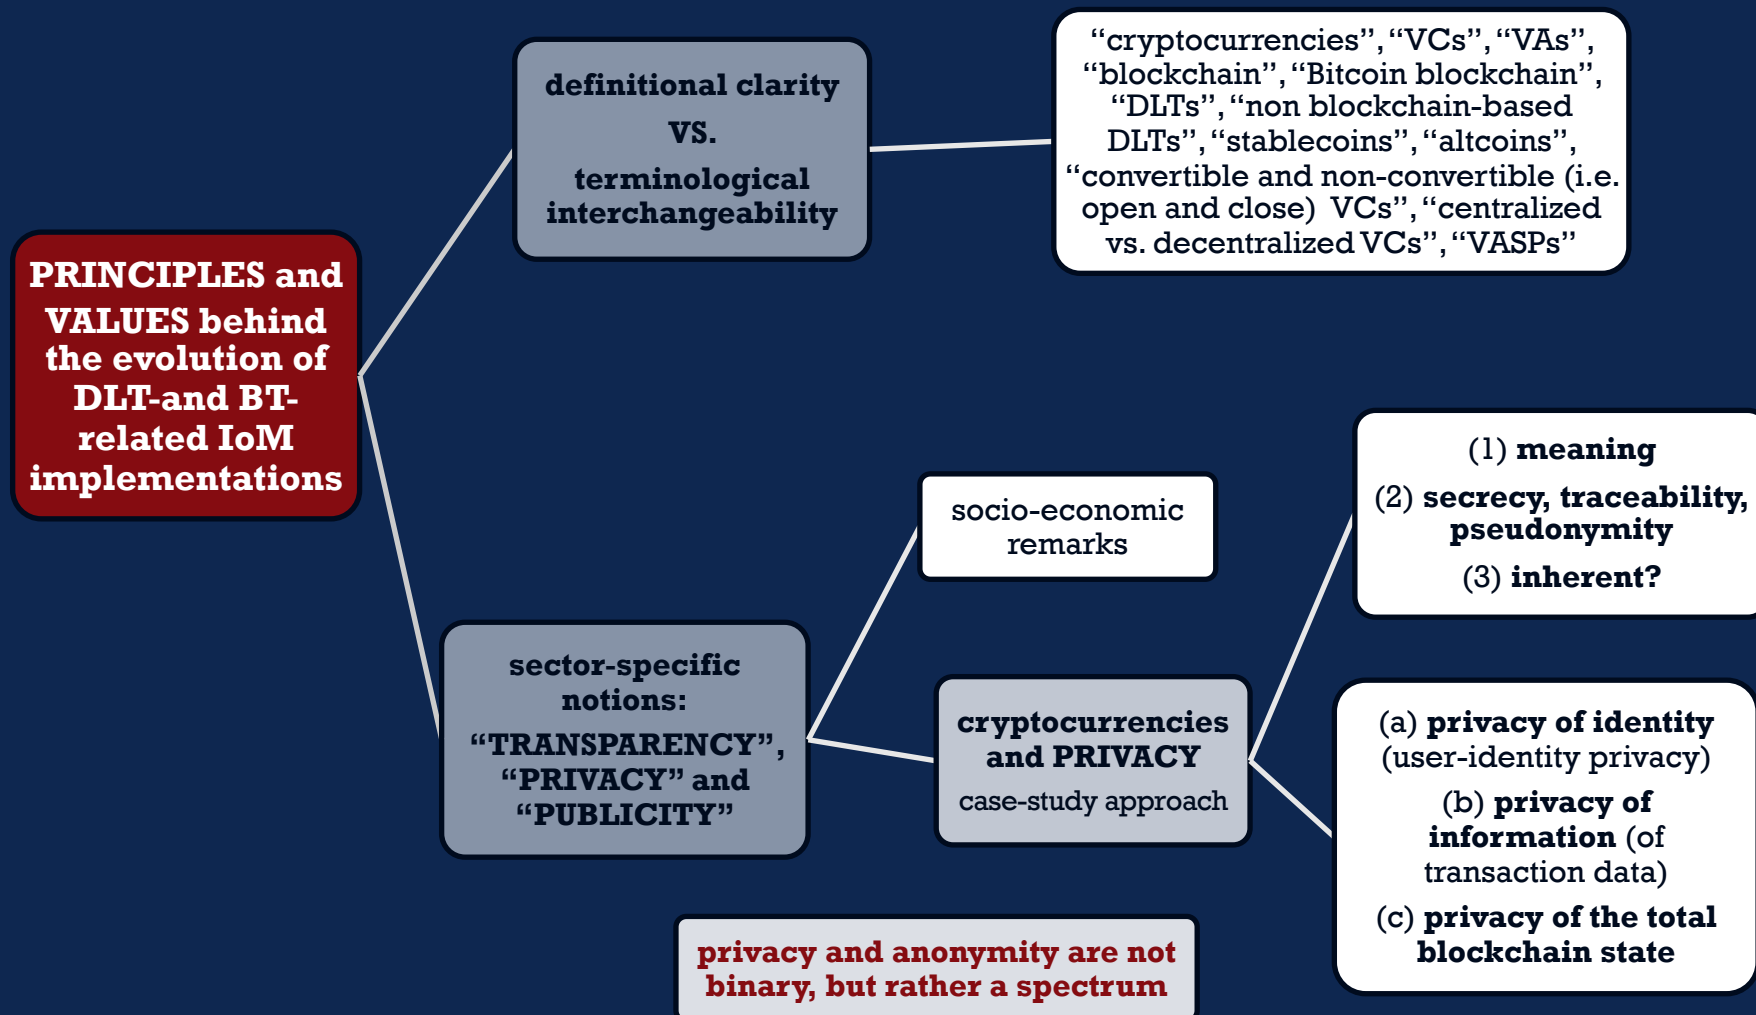 PRINCIPLES and
VALUES behind
the evolution of
DLT-and BT-
related IoM
implementations
definitional clarity
VS.
terminological
interchangeability
“cryptocurrencies”, “VCs”, “VAs”,
“blockchain”, “Bitcoin blockchain”,
“DLTs”, “non blockchain-based
DLTs”, “stablecoins”, “altcoins”,
“convertible and non-convertible (i.e.
open and close) VCs”, “centralized
vs. decentralized VCs”, “VASPs”
sector-specific
notions:
“TRANSPARENCY”,
“PRIVACY” and
“PUBLICITY”
socio-economic
remarks
cryptocurrencies
and PRIVACY
case-study approach
(1) meaning
(2) secrecy, traceability,
pseudonymity
(3) inherent?
(a) privacy of identity
(user-identity privacy)
(b) privacy of
information (of
transaction data)
(c) privacy of the total
blockchain state
privacy and anonymity are not
binary, but rather a spectrum